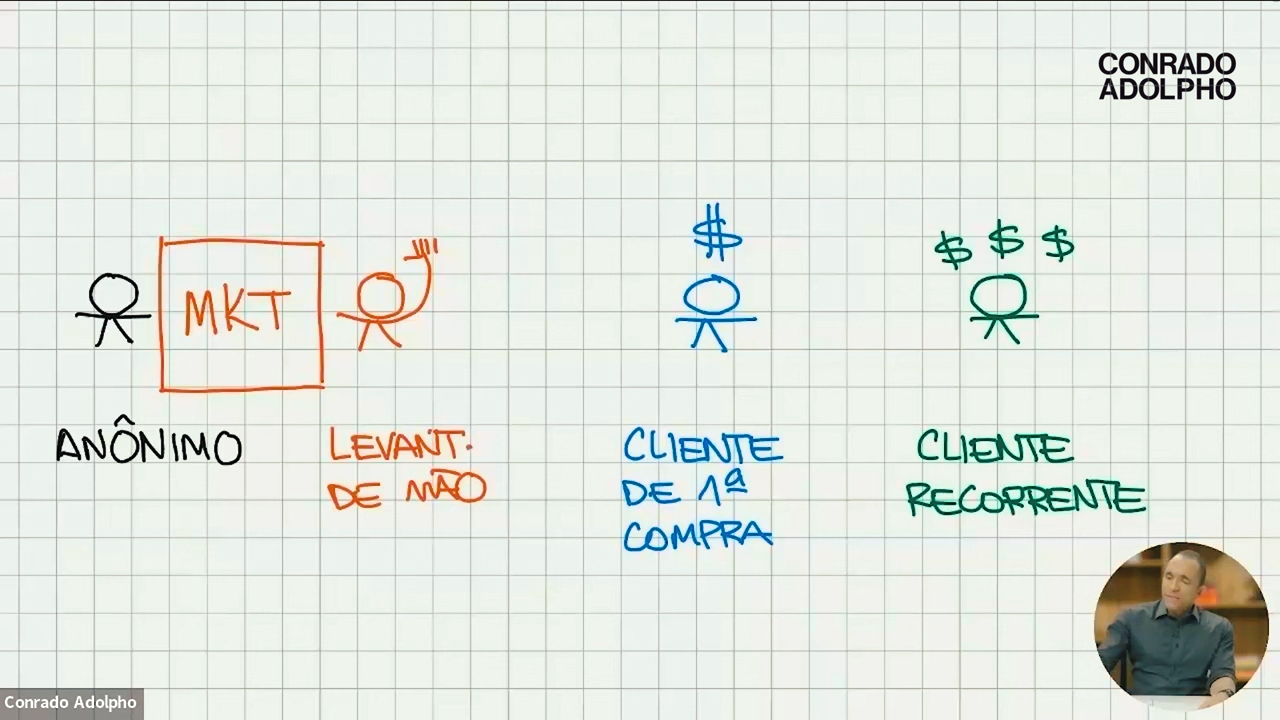 CONRADO
ADOLPHO
$
$ $ $
MKT
ANÔNIMO
LEVANT.
DE MÃO
CLIENTE
DE 1ª
COMPRA
CLIENTE
RECORRENTE
Conrado Adolpho